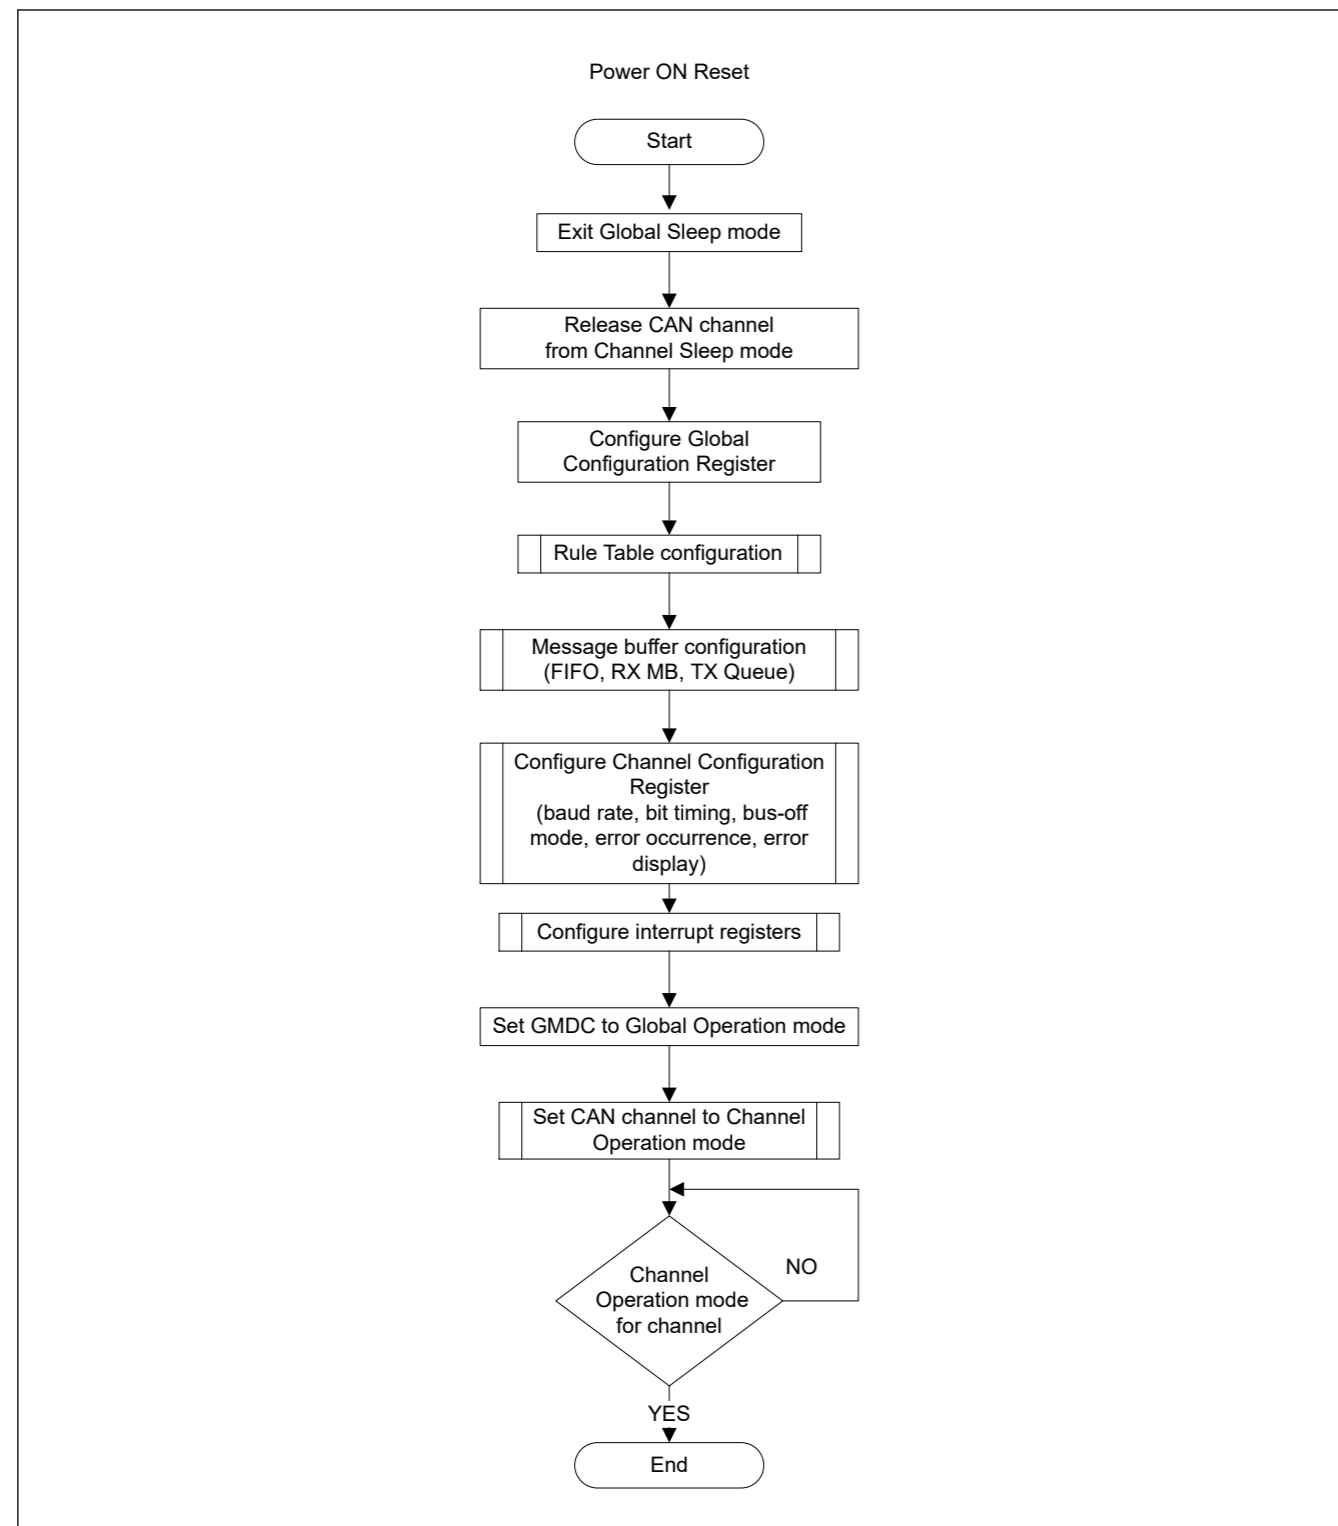 Power ON Reset
Start
Exit Global Sleep mode
Release CAN channel
from Channel Sleep mode
Configure Global
Configuration Register
Rule Table configuration
Message buffer configuration
(FIFO, RX MB, TX Queue)
Configure Channel Configuration
Register
(baud rate, bit timing, bus-off
mode, error occurrence, error
display)
Configure interrupt registers
Set GMDC to Global Operation mode
Set CAN channel to Channel
Operation mode
Channel
Operation mode
for channel
NO
YES
End